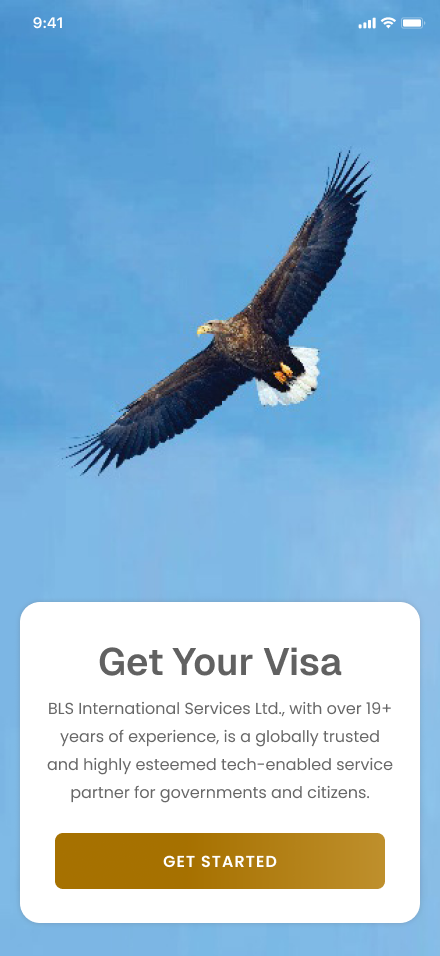 9:41
Get Your Visa
BLS International Services Ltd., with over 19+
years of experience, is a globally trusted
and highly esteemed tech-enabled service
partner for governments and citizens.
GET STARTED